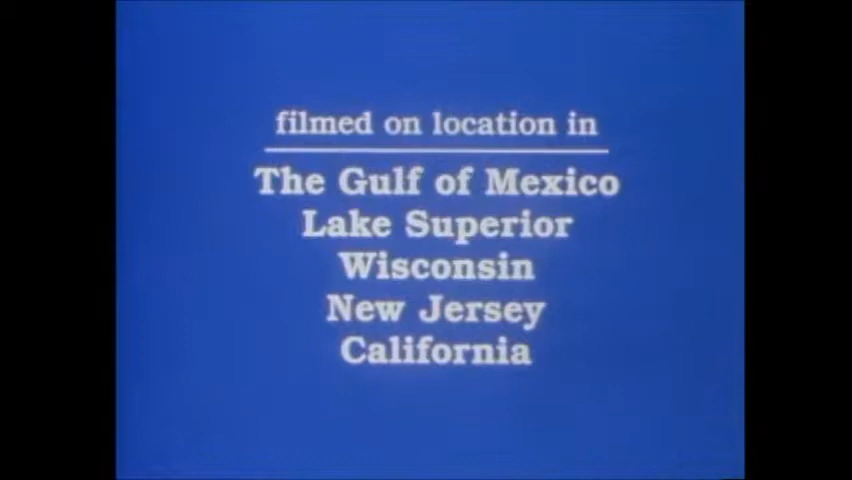 filmed on location in
The Gulf of Mexico
Lake Superior
Wisconsin
New Jersey
California